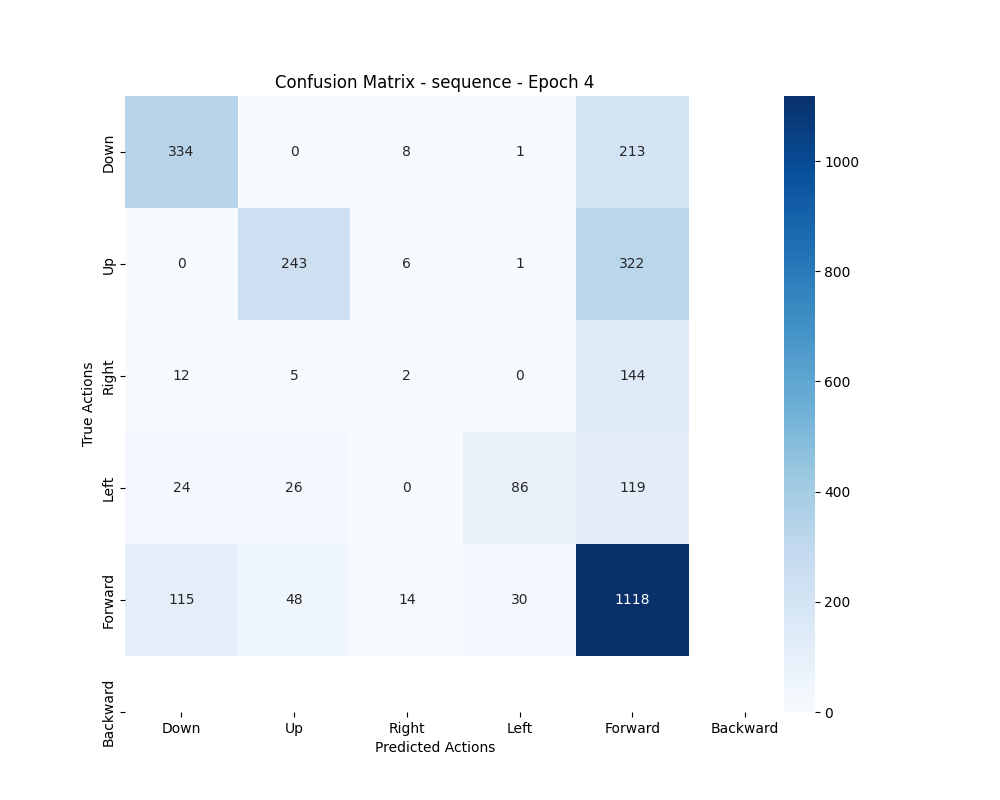 Confusion Matrix - sequence - Epoch 4
True Actions
Down
334 0 8 1 213
Up
0 243 6 1 322
Right
12 5 2 0 144
Left
24 26 0 86 119
Forward
115 48 14 30 1118
Backward
Down Up Right Left Forward Backward
Predicted Actions
1000
800
600
400
200
0